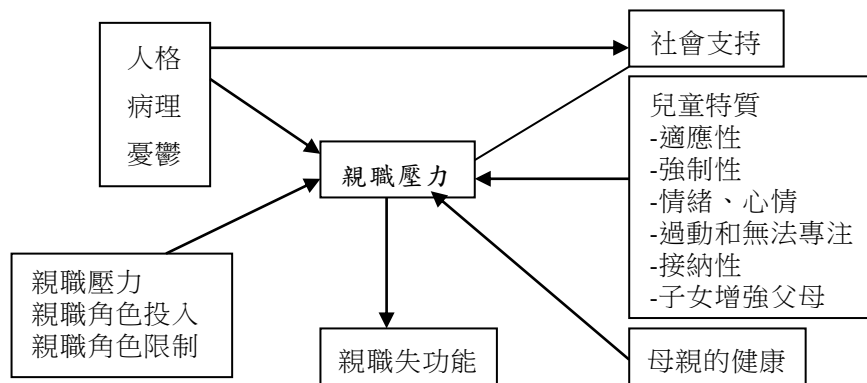 人格
病理
憂鬱
社會支持
兒童特質
-適應性
-強制性
-情緒、心情
-過動和無法專注
-接納性
-子女增強父母
親職壓力
親職壓力
親職角色投入
親職角色限制
親職失功能
母親的健康